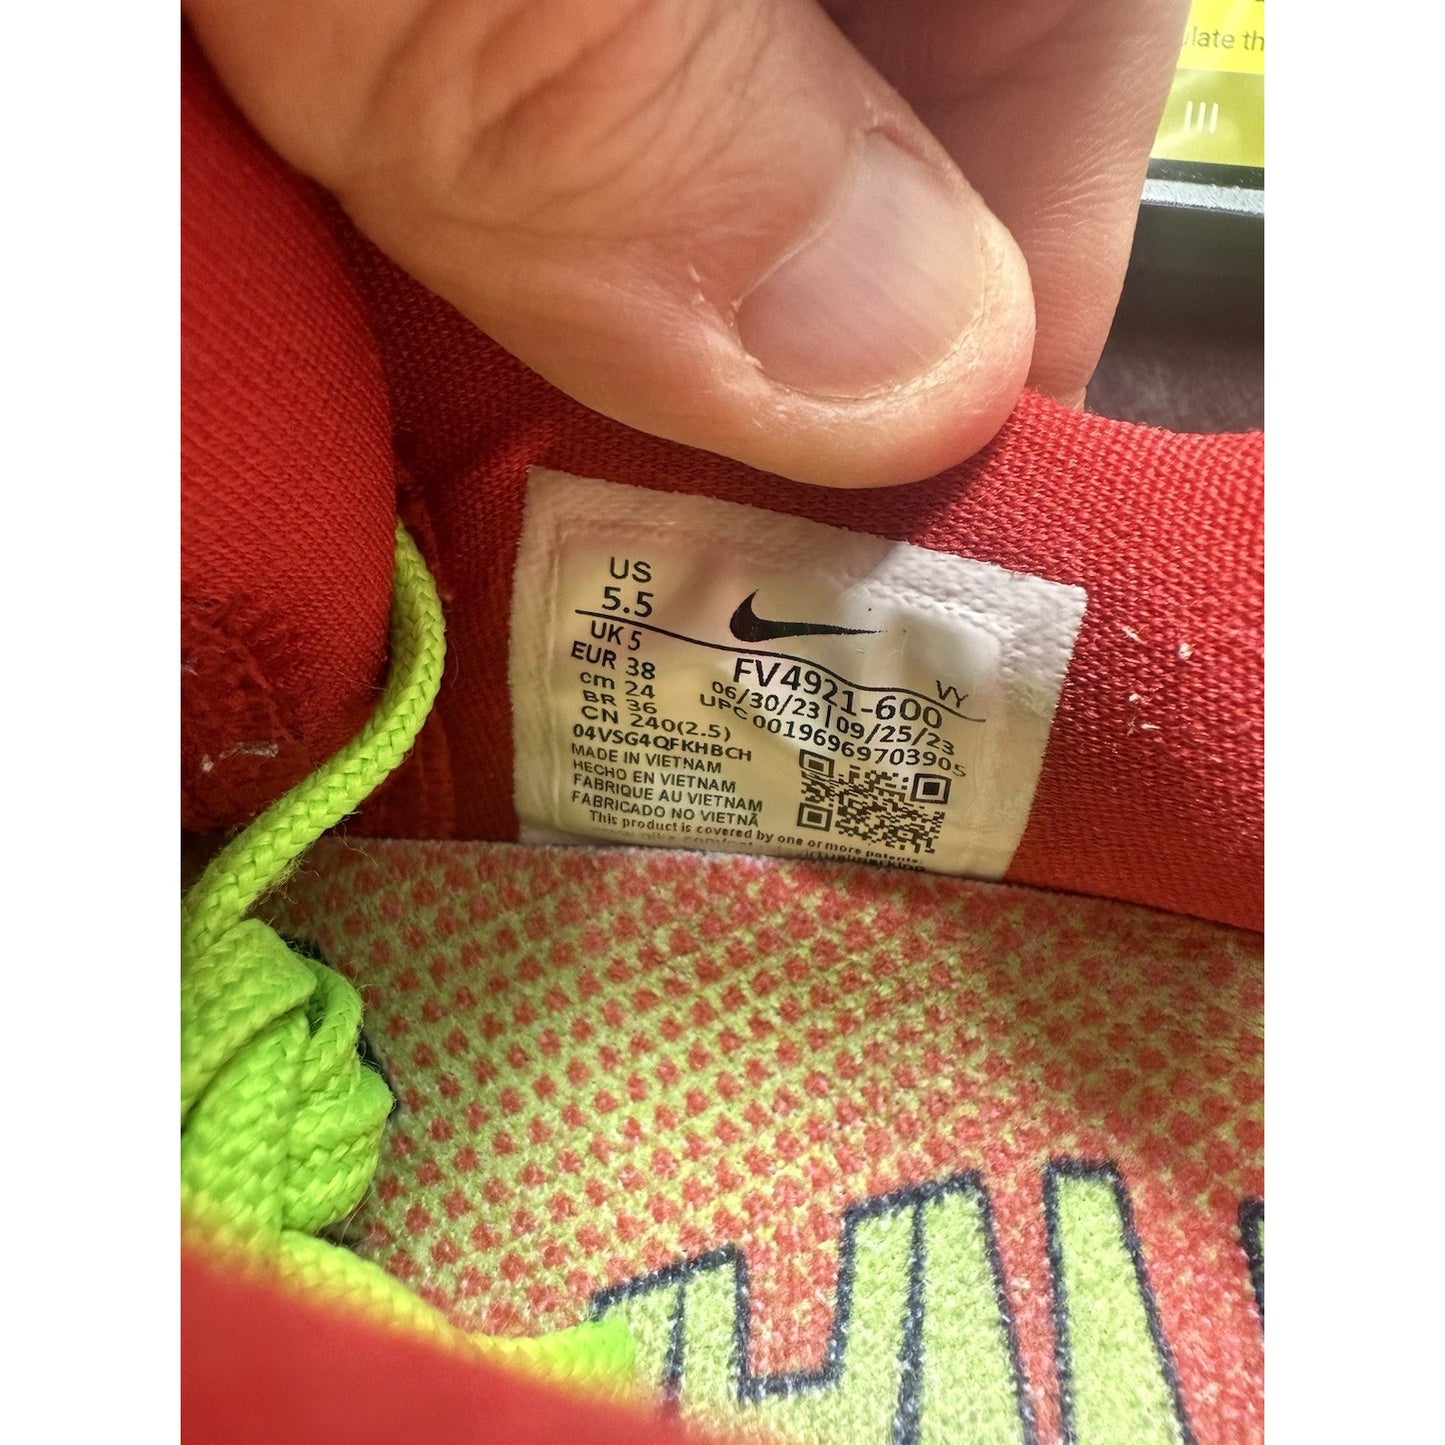 late th
US
5.5
UK 5
EUR 38
cm 24
BR 36
CN 240(2.5)
04VSG4QFKHBCH
MADE IN VIETNAM
HECHO EN VIETNAM
FABRIQUE AU VIETNAM
FABRICADO NO VIETNÃ
This product is covered by one or more patents.
FV4921-600
VY
06/30/23|09/25/23
UPC 00196969703905